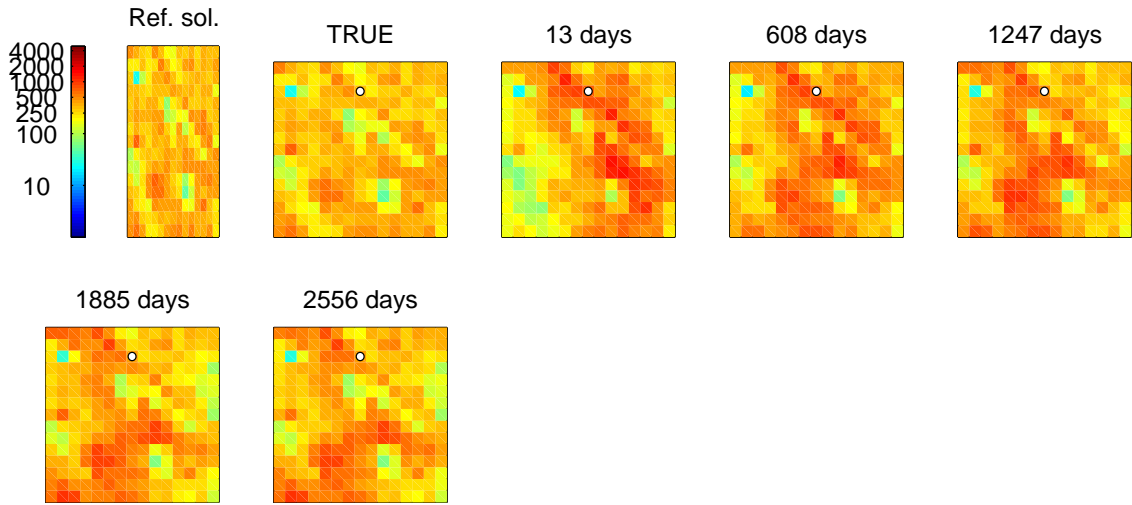 Ref. sol.
TRUE
13 days
608 days
1247 days
4000
2000
1000
500
250
100
10
1885 days
2556 days